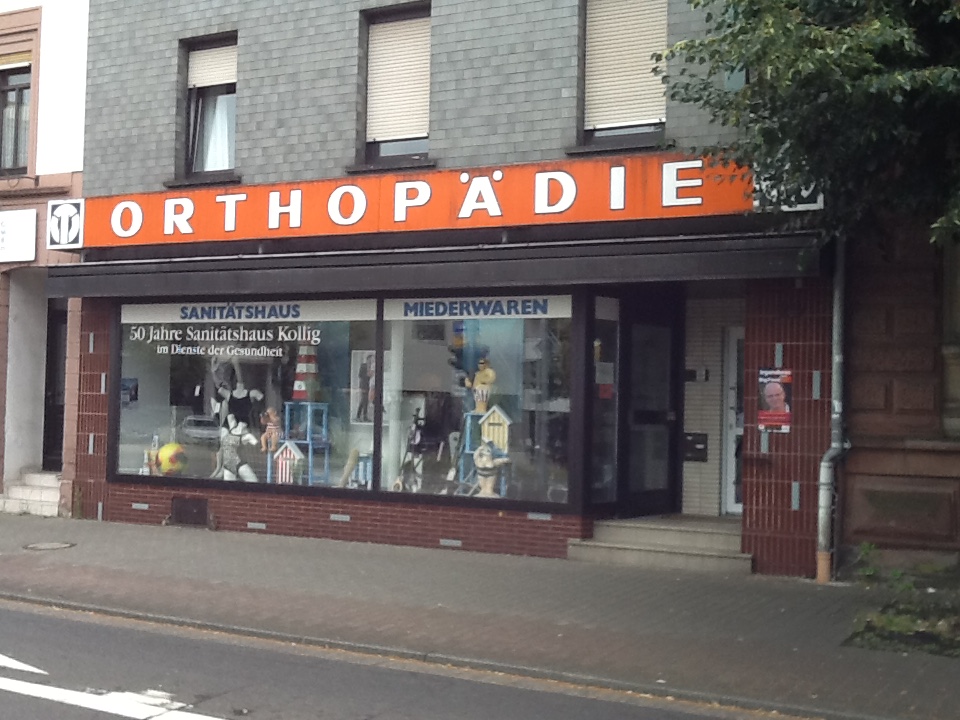 ORTHOPÄDIE
SANITÄTSHAUS
MIEDERWAREN
50 Jahre Sanitätshaus Kollig
im Dienste der Gesundheit